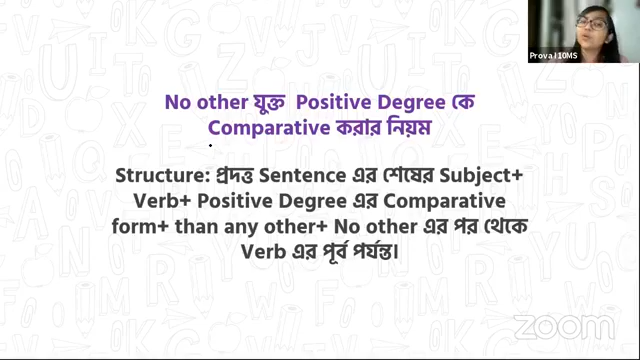 Prova | 10MS
No other যুক্ত Positive Degree কে
Comparative করার নিয়ম
Structure: প্রদত্ত Sentence এর শেষের Subject+
Verb+ Positive Degree এর Comparative
form+ than any other+ No other এর পর থেকে
Verb এর পূর্ব পর্যন্ত।
zoom